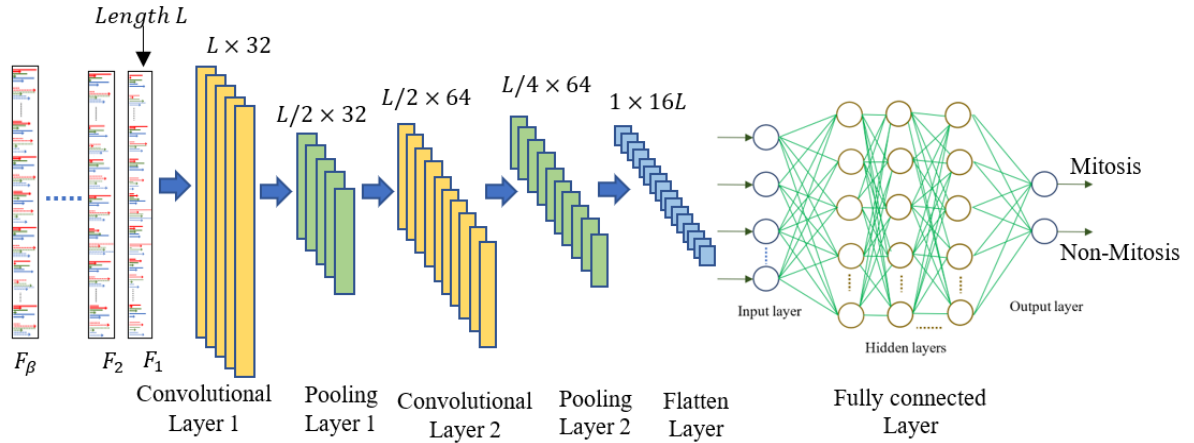 Length L
L × 32
L/2 × 32
L/2 × 64
L/4 × 64
1 × 16L
Mitosis
Non-Mitosis
Input layer
Output layer
Hidden layers
F_β
F_2
F_1
Convolutional
Layer 1
Pooling
Layer 1
Convolutional
Layer 2
Pooling
Layer 2
Flatten
Layer
Fully connected
Layer